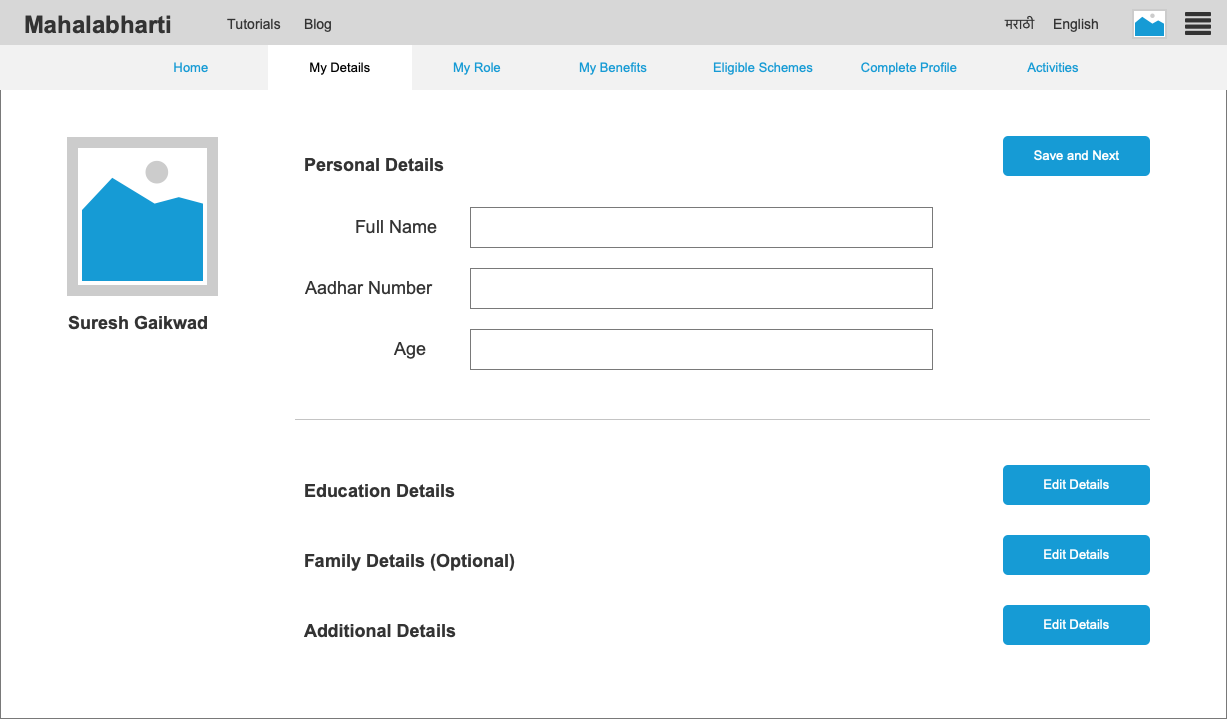 Mahalabharti Tutorials Blog मराठी English
Home My Details My Role My Benefits Eligible Schemes Complete Profile Activities
Save and Next
Personal Details
Full Name
Aadhar Number
Suresh Gaikwad
Age
Education Details Edit Details
Family Details (Optional) Edit Details
Additional Details Edit Details